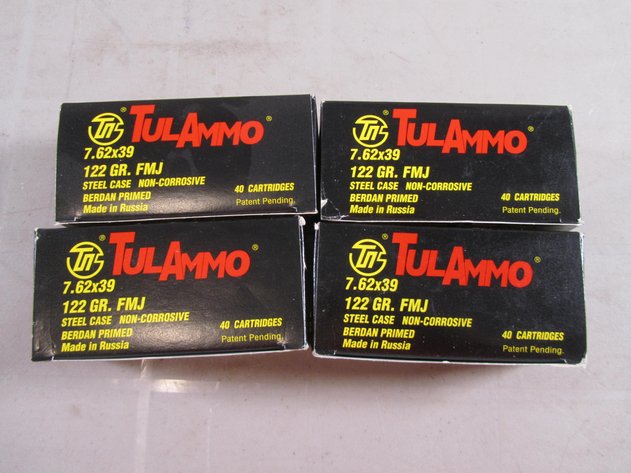 TULAMMO®
7.62x39
122 GR. FMJ
STEEL CASE NON-CORROSIVE
BERDAN PRIMED 40 CARTRIDGES
Made in Russia Patent Pending.
TULAMMO®
7.62x39
122 GR. FMJ
STEEL CASE NON-CORROSIVE
BERDAN PRIMED 40 CARTRIDGES
Made in Russia Patent Pending.
TULAMMO®
7.62x39
122 GR. FMJ
STEEL CASE NON-CORROSIVE
BERDAN PRIMED 40 CARTRIDGES
Made in Russia Patent Pending.
TULAMMO®
7.62x39
122 GR. FMJ
STEEL CASE NON-CORROSIVE
BERDAN PRIMED 40 CARTRIDGES
Made in Russia Patent Pending.